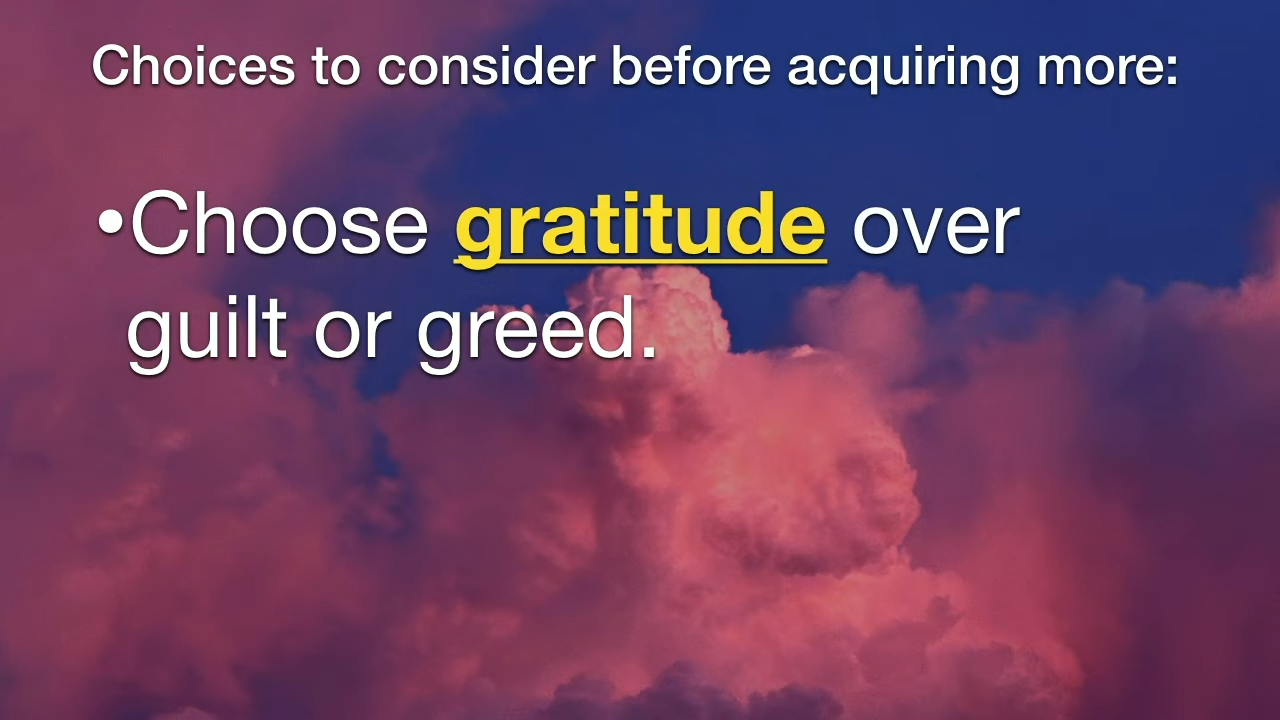 Choices to consider before acquiring more:
•Choose gratitude over
guilt or greed.